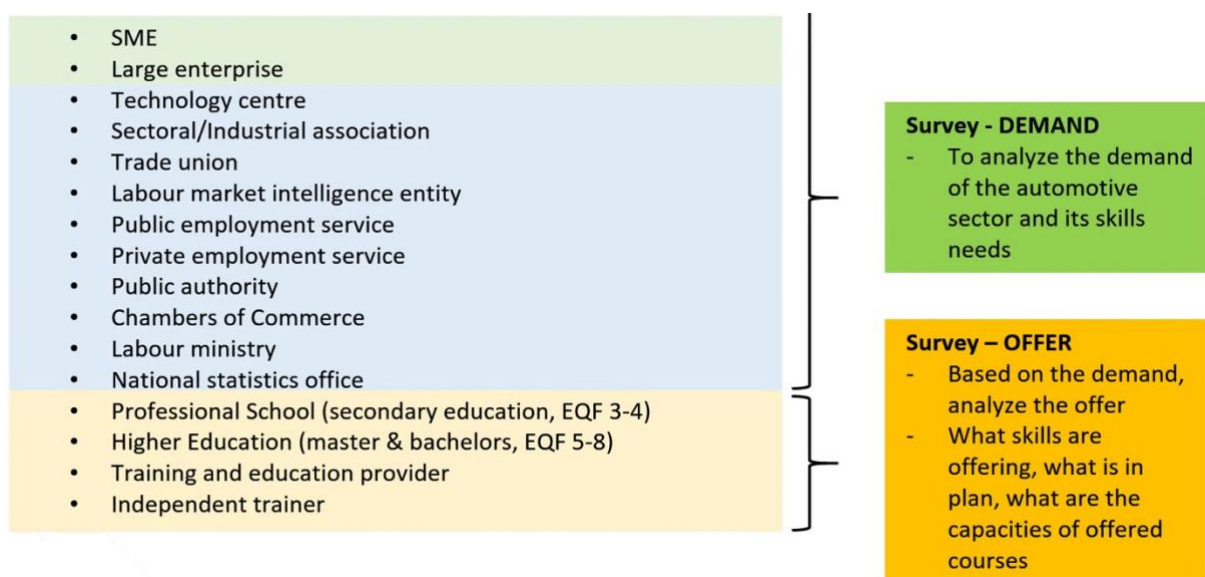 • SME
• Large enterprise
• Technology centre
• Sectoral/Industrial association
• Trade union
• Labour market intelligence entity
• Public employment service
• Private employment service
• Public authority
• Chambers of Commerce
• Labour ministry
• National statistics office
• Professional School (secondary education, EQF 3-4)
• Higher Education (master & bachelors, EQF 5-8)
• Training and education provider
• Independent trainer
Survey - DEMAND
- To analyze the demand
of the automotive
sector and its skills
needs
Survey – OFFER
- Based on the demand,
analyze the offer
- What skills are
offering, what is in
plan, what are the
capacities of offered
courses